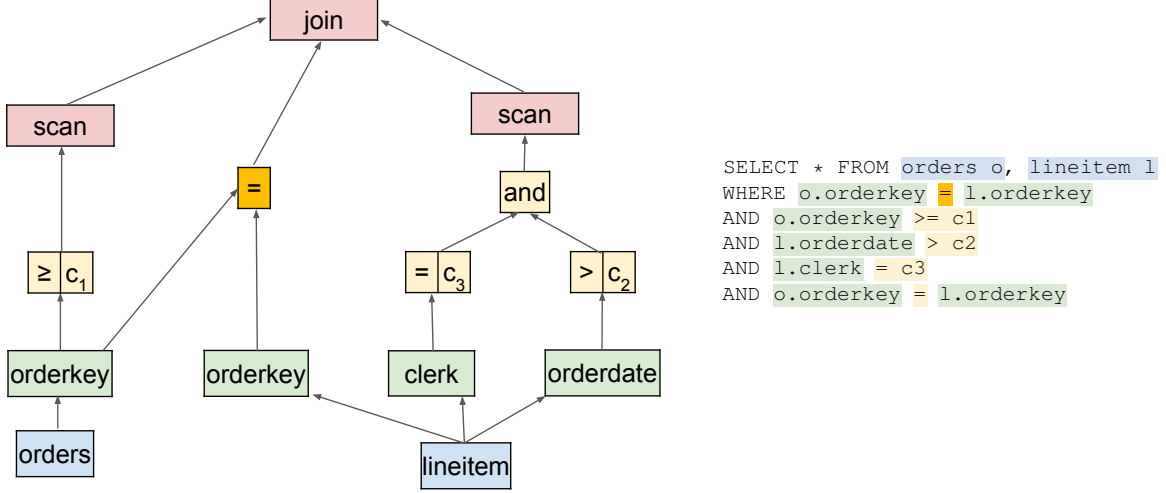 join
scan
scan
=
and
≥ c1
= c3
> c2
orderkey
orderkey
clerk
orderdate
orders
lineitem
SELECT * FROM orders o, lineitem l
WHERE o.orderkey = l.orderkey
AND o.orderkey >= c1
AND l.orderdate > c2
AND l.clerk = c3
AND o.orderkey = l.orderkey